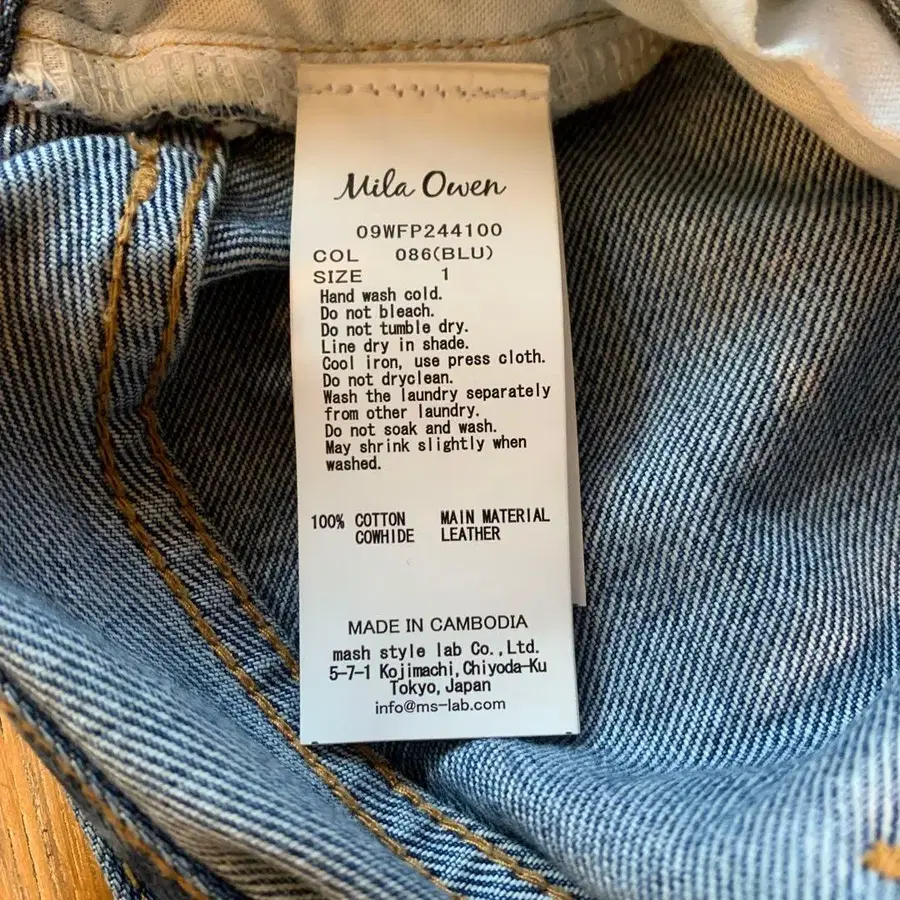 Mila Owen
09WFP244100
COL 086(BLU)
SIZE 1
Hand wash cold.
Do not bleach.
Do not tumble dry.
Line dry in shade.
Cool iron, use press cloth.
Do not dryclean.
Wash the laundry separately
from other laundry.
Do not soak and wash.
May shrink slightly when
washed.
100% COTTON MAIN MATERIAL
COWHIDE LEATHER
MADE IN CAMBODIA
mash style lab Co.,Ltd.
5-7-1 Kojimachi,Chiyoda-Ku
Tokyo,Japan
info@ms-lab.com